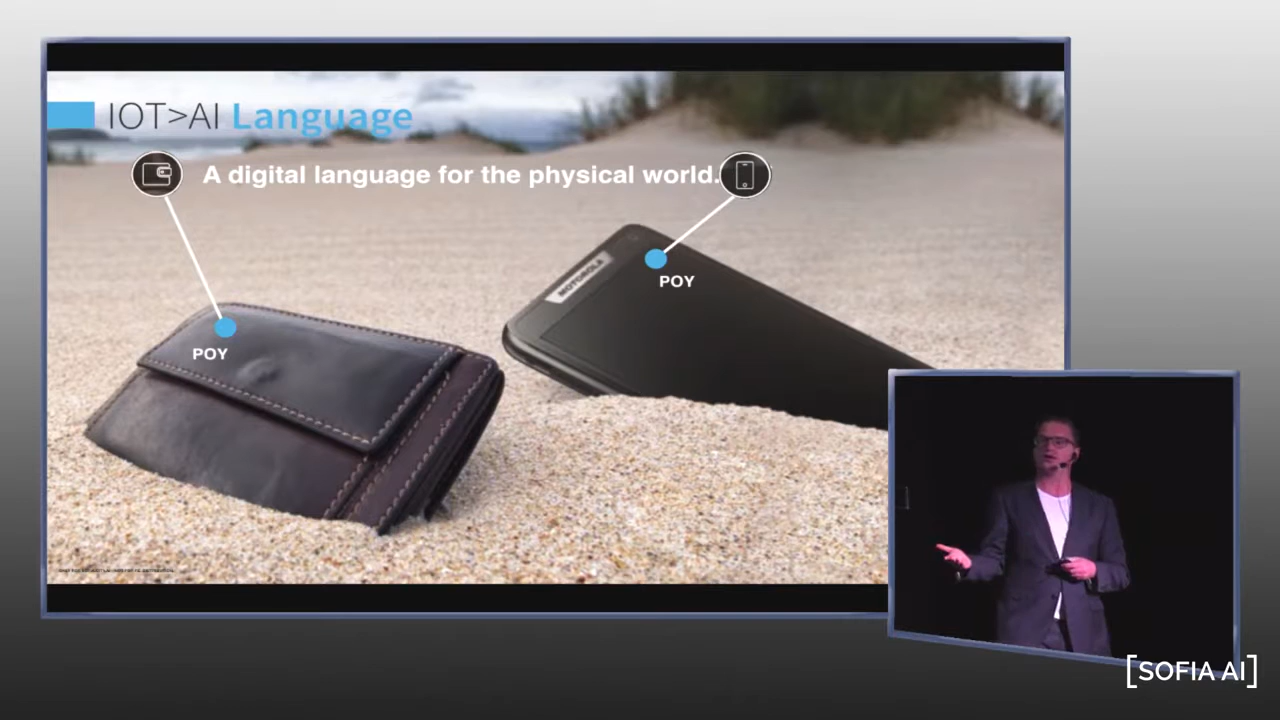 IOT>AI Language
A digital language for the physical world.
MOTOROLA
POY
POY
[SOFIA AI]